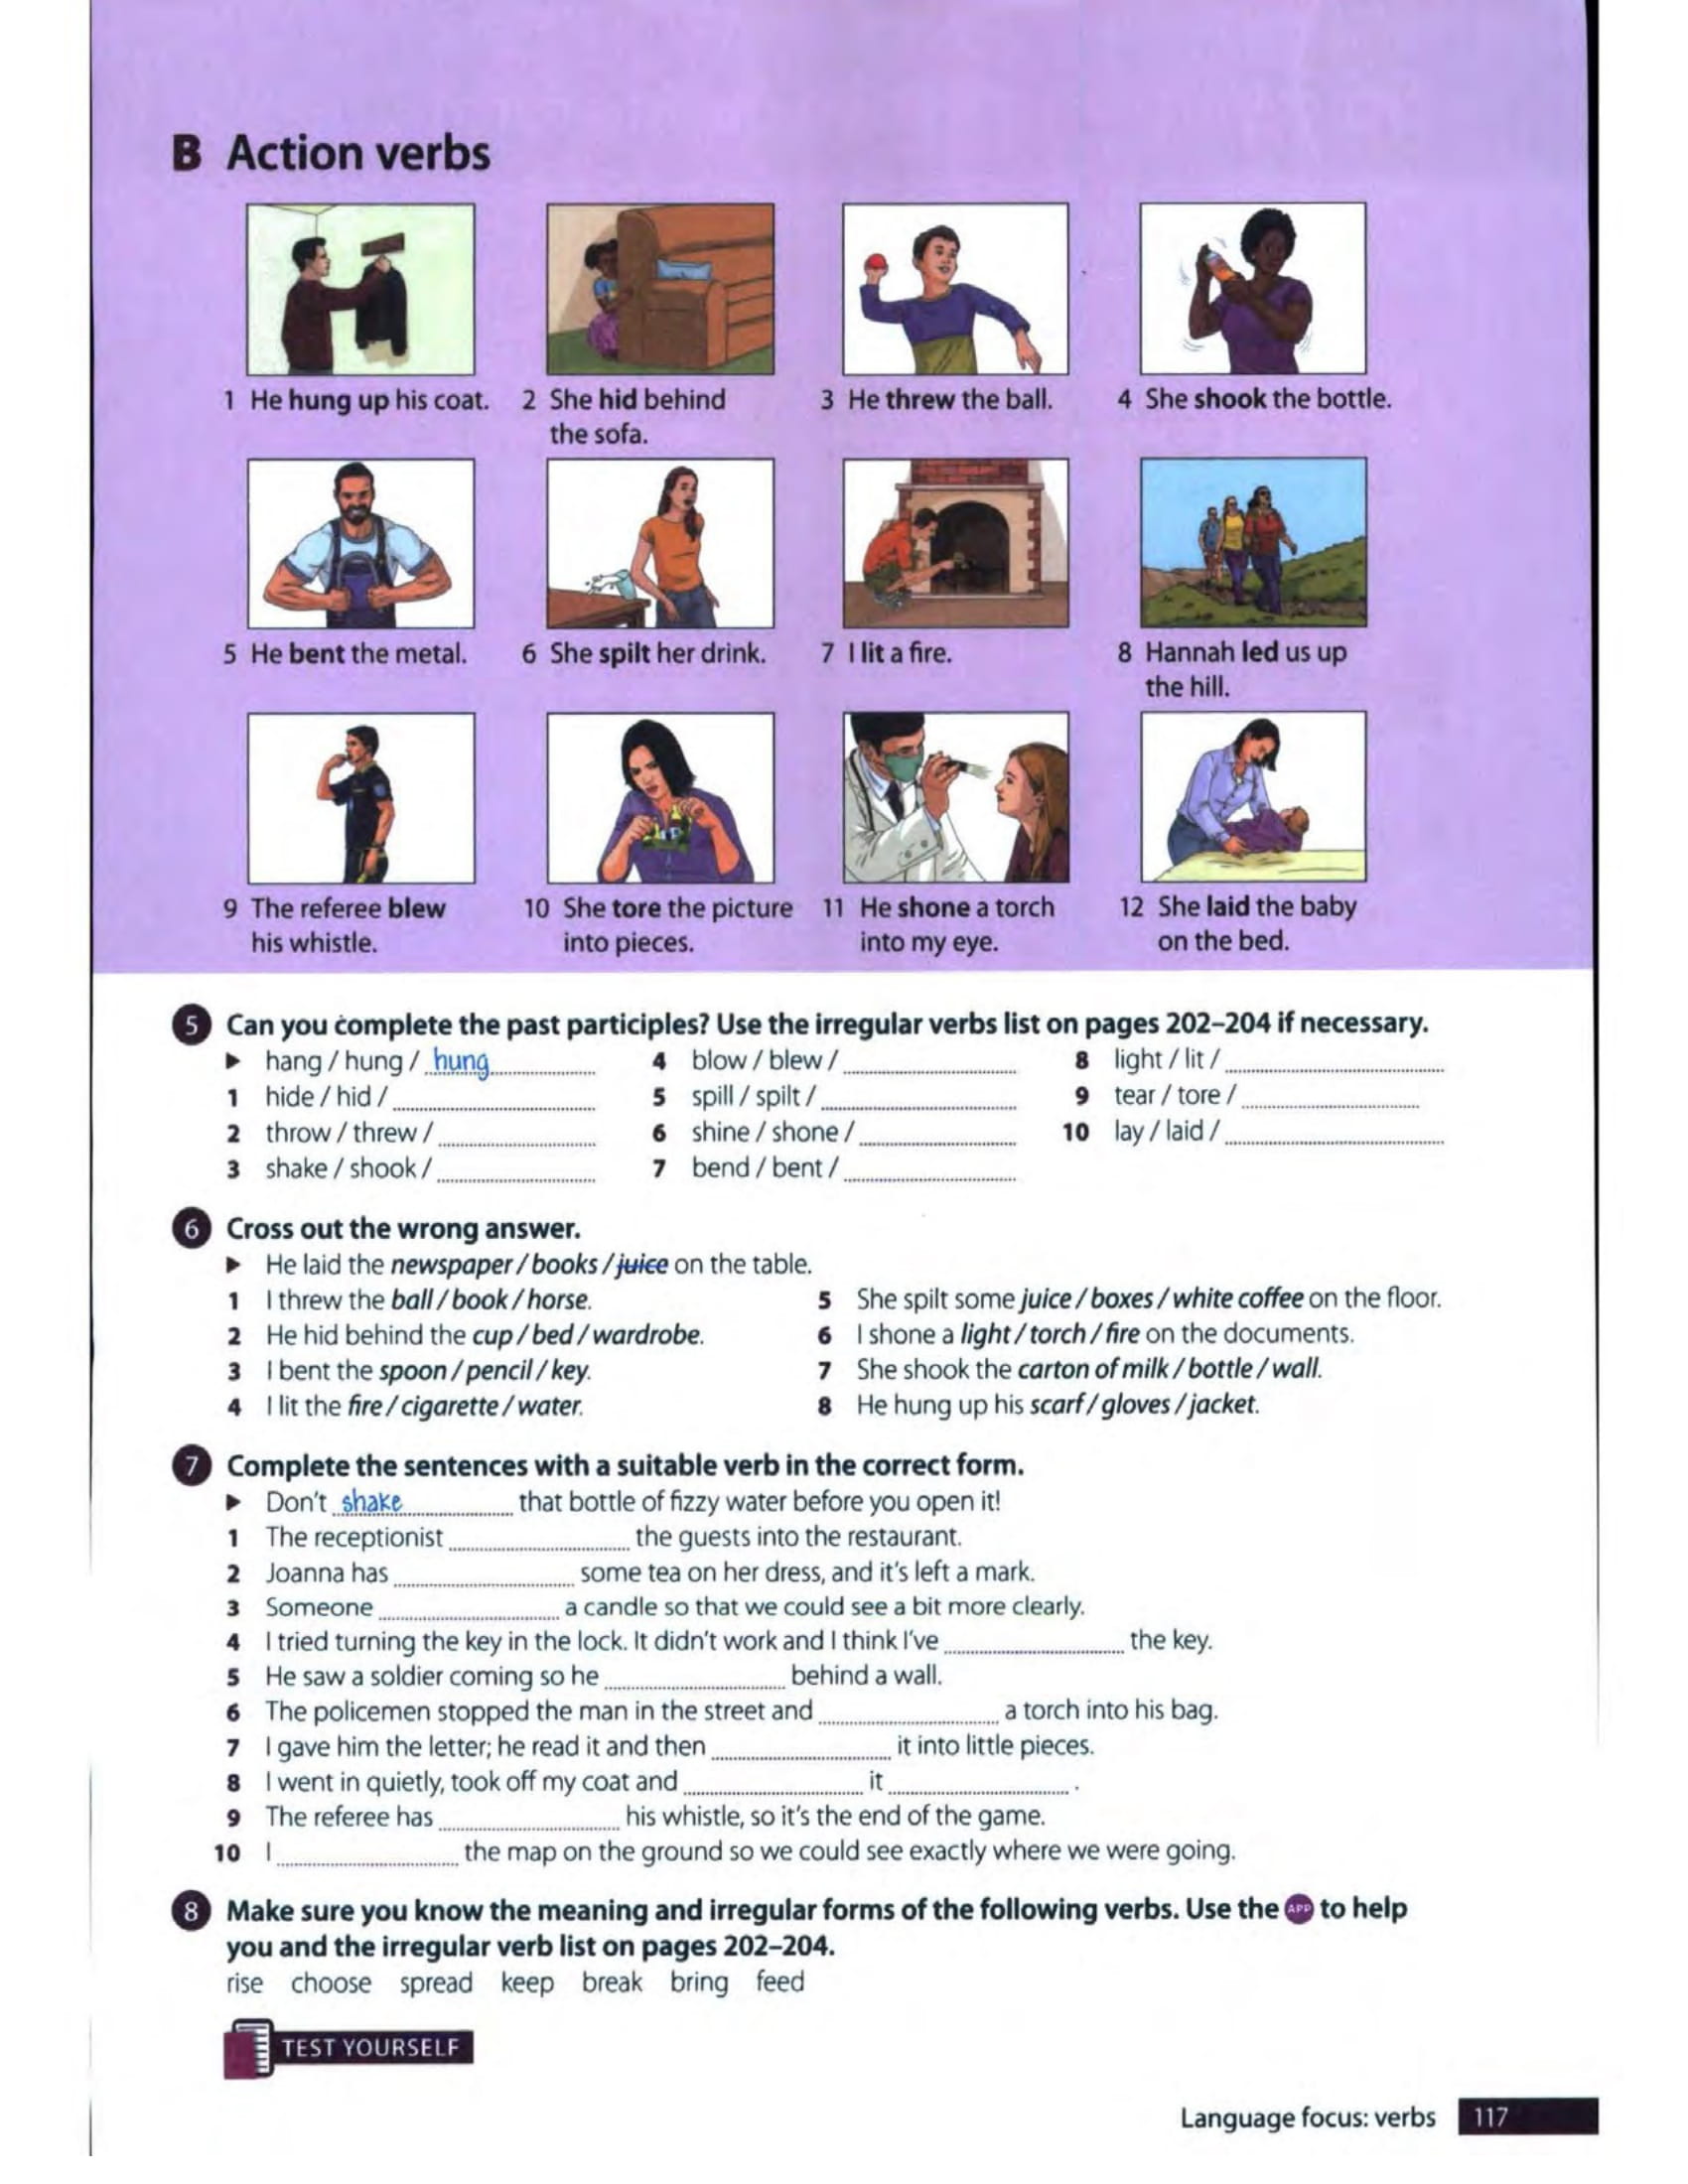 B Action verbs
1 He hung up his coat.
2 She hid behind
the sofa.
3 He threw the ball.
4 She shook the bottle.
5 He bent the metal.
6 She spilt her drink.
7 I lit a fire.
8 Hannah led us up
the hill.
9 The referee blew
his whistle.
10 She tore the picture
into pieces.
11 He shone a torch
into my eye.
12 She laid the baby
on the bed.
5 Can you complete the past participles? Use the irregular verbs list on pages 202–204 if necessary.
► hang / hung / hung
1 hide / hid /
2 throw / threw /
3 shake / shook /
4 blow / blew /
5 spill / spilt /
6 shine / shone /
7 bend / bent /
8 light / lit /
9 tear / tore /
10 lay / laid /
6 Cross out the wrong answer.
► He laid the newspaper / books / juice on the table.
1 I threw the ball / book / horse.
2 He hid behind the cup / bed / wardrobe.
3 I bent the spoon / pencil / key.
4 I lit the fire / cigarette / water.
5 She spilt some juice / boxes / white coffee on the floor.
6 I shone a light / torch / fire on the documents.
7 She shook the carton of milk / bottle / wall.
8 He hung up his scarf / gloves / jacket.
7 Complete the sentences with a suitable verb in the correct form.
► Don't shake that bottle of fizzy water before you open it!
1 The receptionist ........ the guests into the restaurant.
2 Joanna has ........ some tea on her dress, and it's left a mark.
3 Someone ........ a candle so that we could see a bit more clearly.
4 I tried turning the key in the lock. It didn't work and I think I've ........ the key.
5 He saw a soldier coming so he ........ behind a wall.
6 The policemen stopped the man in the street and ........ a torch into his bag.
7 I gave him the letter; he read it and then ........ it into little pieces.
8 I went in quietly, took off my coat and ........ it ........ .
9 The referee has ........ his whistle, so it's the end of the game.
10 I ........ the map on the ground so we could see exactly where we were going.
8 Make sure you know the meaning and irregular forms of the following verbs. Use the APP to help
you and the irregular verb list on pages 202–204.
rise choose spread keep break bring feed
TEST YOURSELF
Language focus: verbs 117